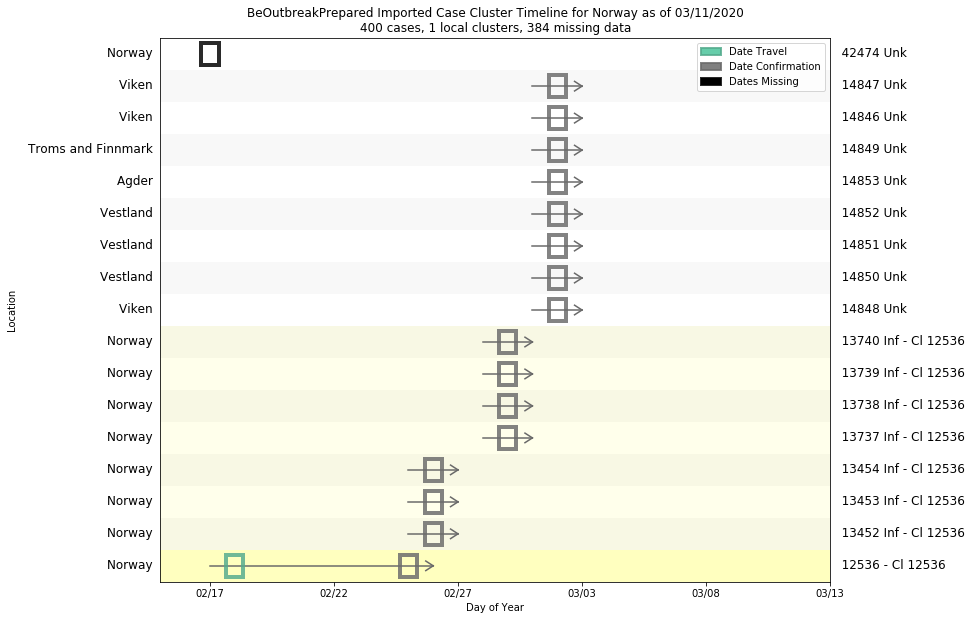 BeOutbreakPrepared Imported Case Cluster Timeline for Norway as of 03/11/2020
400 cases, 1 local clusters, 384 missing data
Date Travel
Date Confirmation
Dates Missing
Norway 42474 Unk
Viken 14847 Unk
Viken 14846 Unk
Troms and Finnmark 14849 Unk
Agder 14853 Unk
Vestland 14852 Unk
Vestland 14851 Unk
Vestland 14850 Unk
Viken 14848 Unk
Norway 13740 Inf - Cl 12536
Norway 13739 Inf - Cl 12536
Norway 13738 Inf - Cl 12536
Norway 13737 Inf - Cl 12536
Norway 13454 Inf - Cl 12536
Norway 13453 Inf - Cl 12536
Norway 13452 Inf - Cl 12536
Norway 12536 - Cl 12536
Location
02/17 02/22 02/27 03/03 03/08 03/13
Day of Year